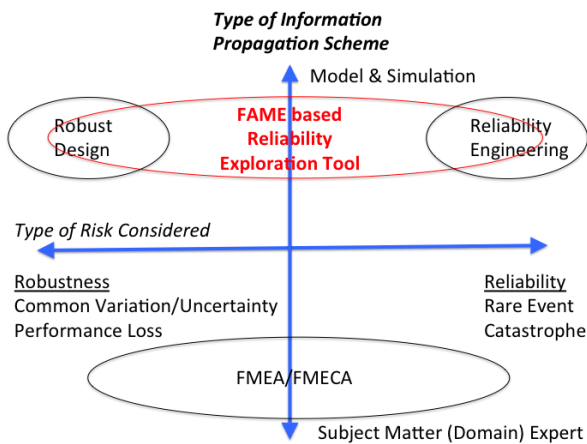 Type of Information
Propagation Scheme
Model & Simulation
FAME based
Reliability
Exploration Tool
Robust
Design
Reliability
Engineering
Type of Risk Considered
Robustness
Common Variation/Uncertainty
Performance Loss
Reliability
Rare Event
Catastrophe
FMEA/FMECA
Subject Matter (Domain) Expert